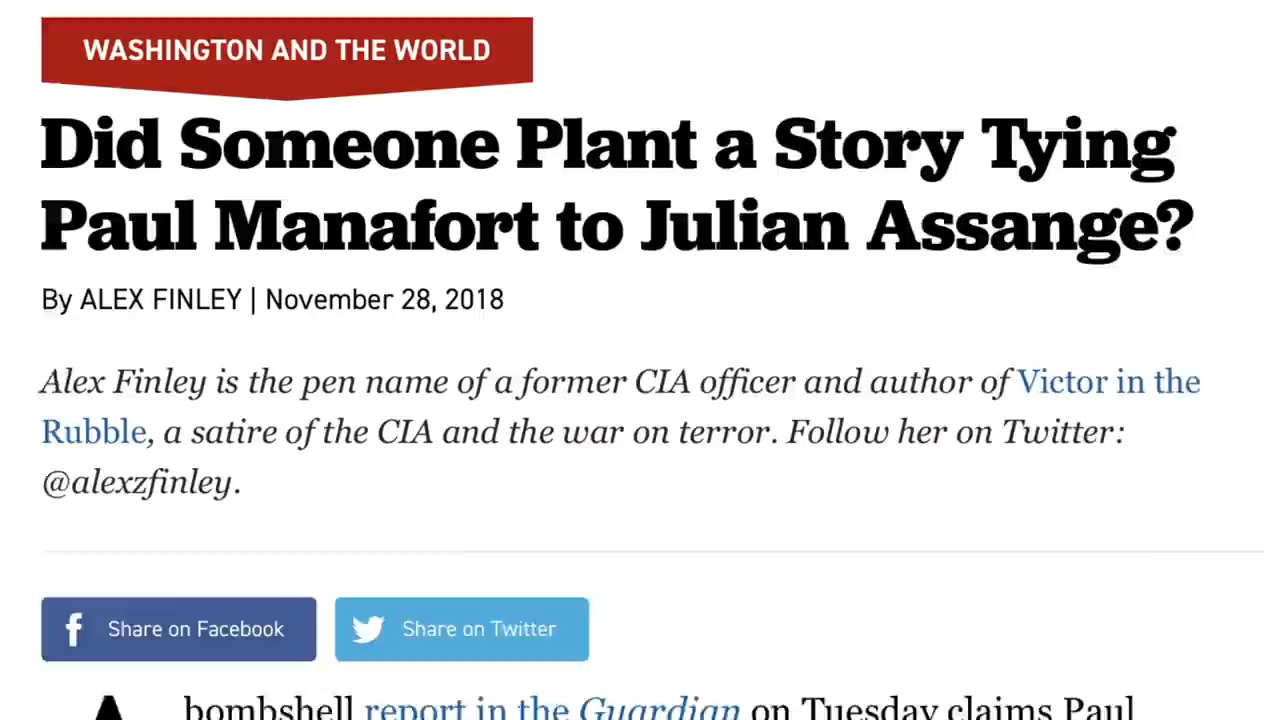 WASHINGTON AND THE WORLD
Did Someone Plant a Story Tying
Paul Manafort to Julian Assange?
By ALEX FINLEY | November 28, 2018
Alex Finley is the pen name of a former CIA officer and author of Victor in the
Rubble, a satire of the CIA and the war on terror. Follow her on Twitter:
@alexzfinley.
f Share on Facebook
Share on Twitter
A bombshell report in the Guardian on Tuesday claims Paul